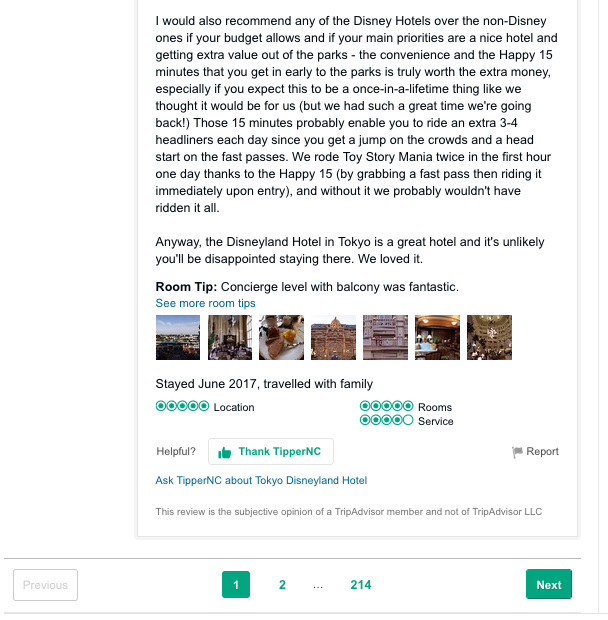 I would also recommend any of the Disney Hotels over the non-Disney
ones if your budget allows and if your main priorities are a nice hotel and
getting extra value out of the parks - the convenience and the Happy 15
minutes that you get in early to the parks is truly worth the extra money,
especially if you expect this to be a once-in-a-lifetime thing like we
thought it would be for us (but we had such a great time we're going
back!) Those 15 minutes probably enable you to ride an extra 3-4
headliners each day since you get a jump on the crowds and a head
start on the fast passes. We rode Toy Story Mania twice in the first hour
one day thanks to the Happy 15 (by grabbing a fast pass then riding it
immediately upon entry), and without it we probably wouldn't have
ridden it all.
Anyway, the Disneyland Hotel in Tokyo is a great hotel and it's unlikely
you'll be disappointed staying there. We loved it.
Room Tip: Concierge level with balcony was fantastic.
See more room tips
Stayed June 2017, travelled with family
Location
Rooms
Service
Helpful? Thank TipperNC Report
Ask TipperNC about Tokyo Disneyland Hotel
This review is the subjective opinion of a TripAdvisor member and not of TripAdvisor LLC
Previous 1 2 ... 214 Next